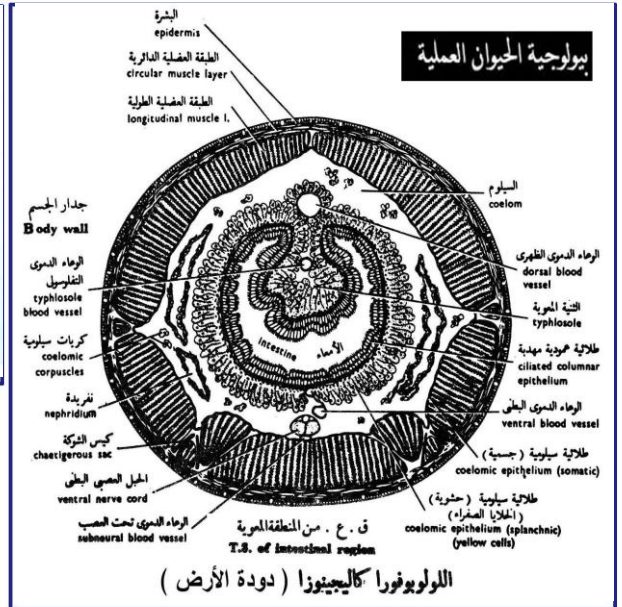 بيولوجية الحيوان العملية
البشرة
epidermis
الطبقة العضلية الدائرية
circular muscle layer
الطبقة العضلية الطولية
longitudinal muscle l.
جدار الجسم
Body wall
الوعاء الدموى
التفلوسولى
typhlosole
blood vessel
كريات سيلومية
coelomic
corpuscles
نفريدة
nephridium
كيس الشوكة
chaetigerous sac
الحبل العصبى البطنى
ventral nerve cord
الوعاء الدموى تحت العصب
subneural blood vessel
السيلوم
coelom
الوعاء الدموى الظهرى
dorsal blood
vessel
الثنية المعوية
typhlosole
طلائية عمودية مهدبة
ciliated columnar
epithelium
الوعاء الدموى البطنى
ventral blood vessel
طلائية سيلومية (جسمية)
coelomic epithelium (somatic)
طلائية سيلومية (حشوية)
(الخلايا الصفراء)
coelomic epithelium (splanchnic)
(yellow cells)
intestine الأمعاء
ق . ع . من المنطقة المعوية
T.S. of intestinal region
اللولوبوفورا كاليجينوزا ( دودة الأرض )